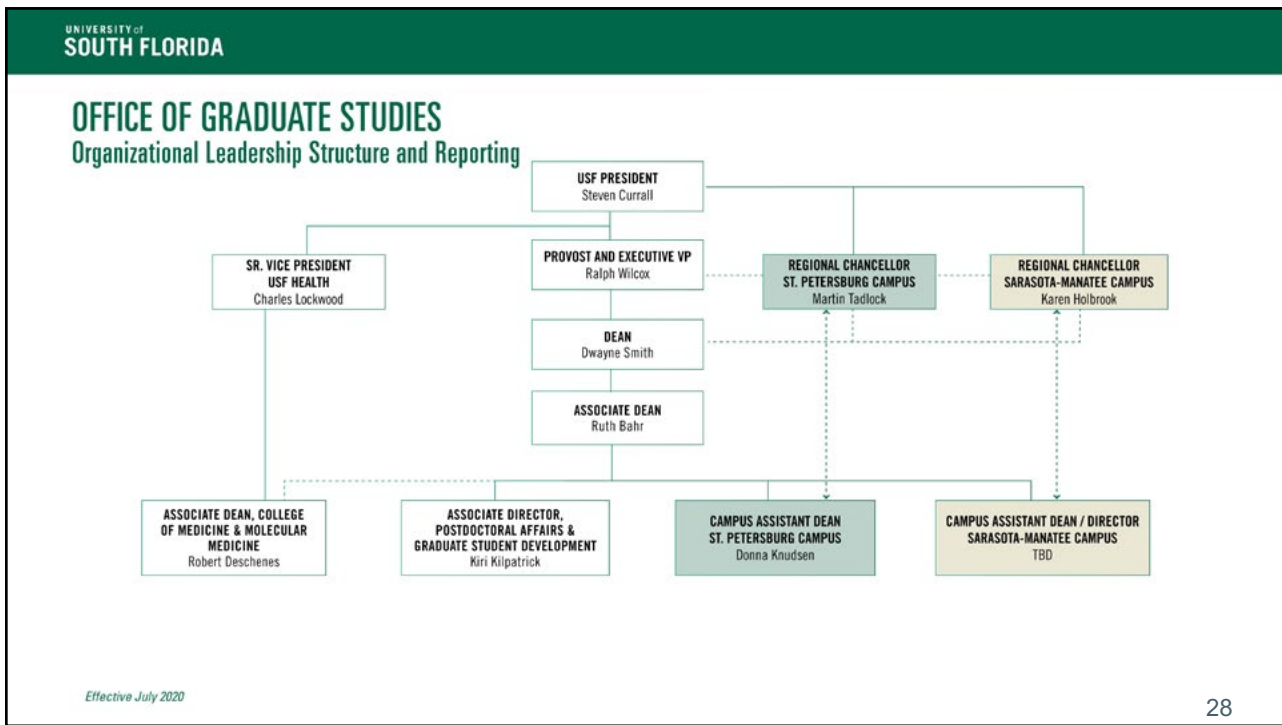 UNIVERSITY of
SOUTH FLORIDA
OFFICE OF GRADUATE STUDIES
Organizational Leadership Structure and Reporting
USF PRESIDENT
Steven Currall
SR. VICE PRESIDENT
USF HEALTH
Charles Lockwood
PROVOST AND EXECUTIVE VP
Ralph Wilcox
REGIONAL CHANCELLOR
ST. PETERSBURG CAMPUS
Martin Tadlock
REGIONAL CHANCELLOR
SARASOTA-MANATEE CAMPUS
Karen Holbrook
DEAN
Dwayne Smith
ASSOCIATE DEAN
Ruth Bahr
ASSOCIATE DEAN, COLLEGE
OF MEDICINE & MOLECULAR
MEDICINE
Robert Deschenes
ASSOCIATE DIRECTOR,
POSTDOCTORAL AFFAIRS &
GRADUATE STUDENT DEVELOPMENT
Kiri Kilpatrick
CAMPUS ASSISTANT DEAN
ST. PETERSBURG CAMPUS
Donna Knudsen
CAMPUS ASSISTANT DEAN / DIRECTOR
SARASOTA-MANATEE CAMPUS
TBD
Effective July 2020
28